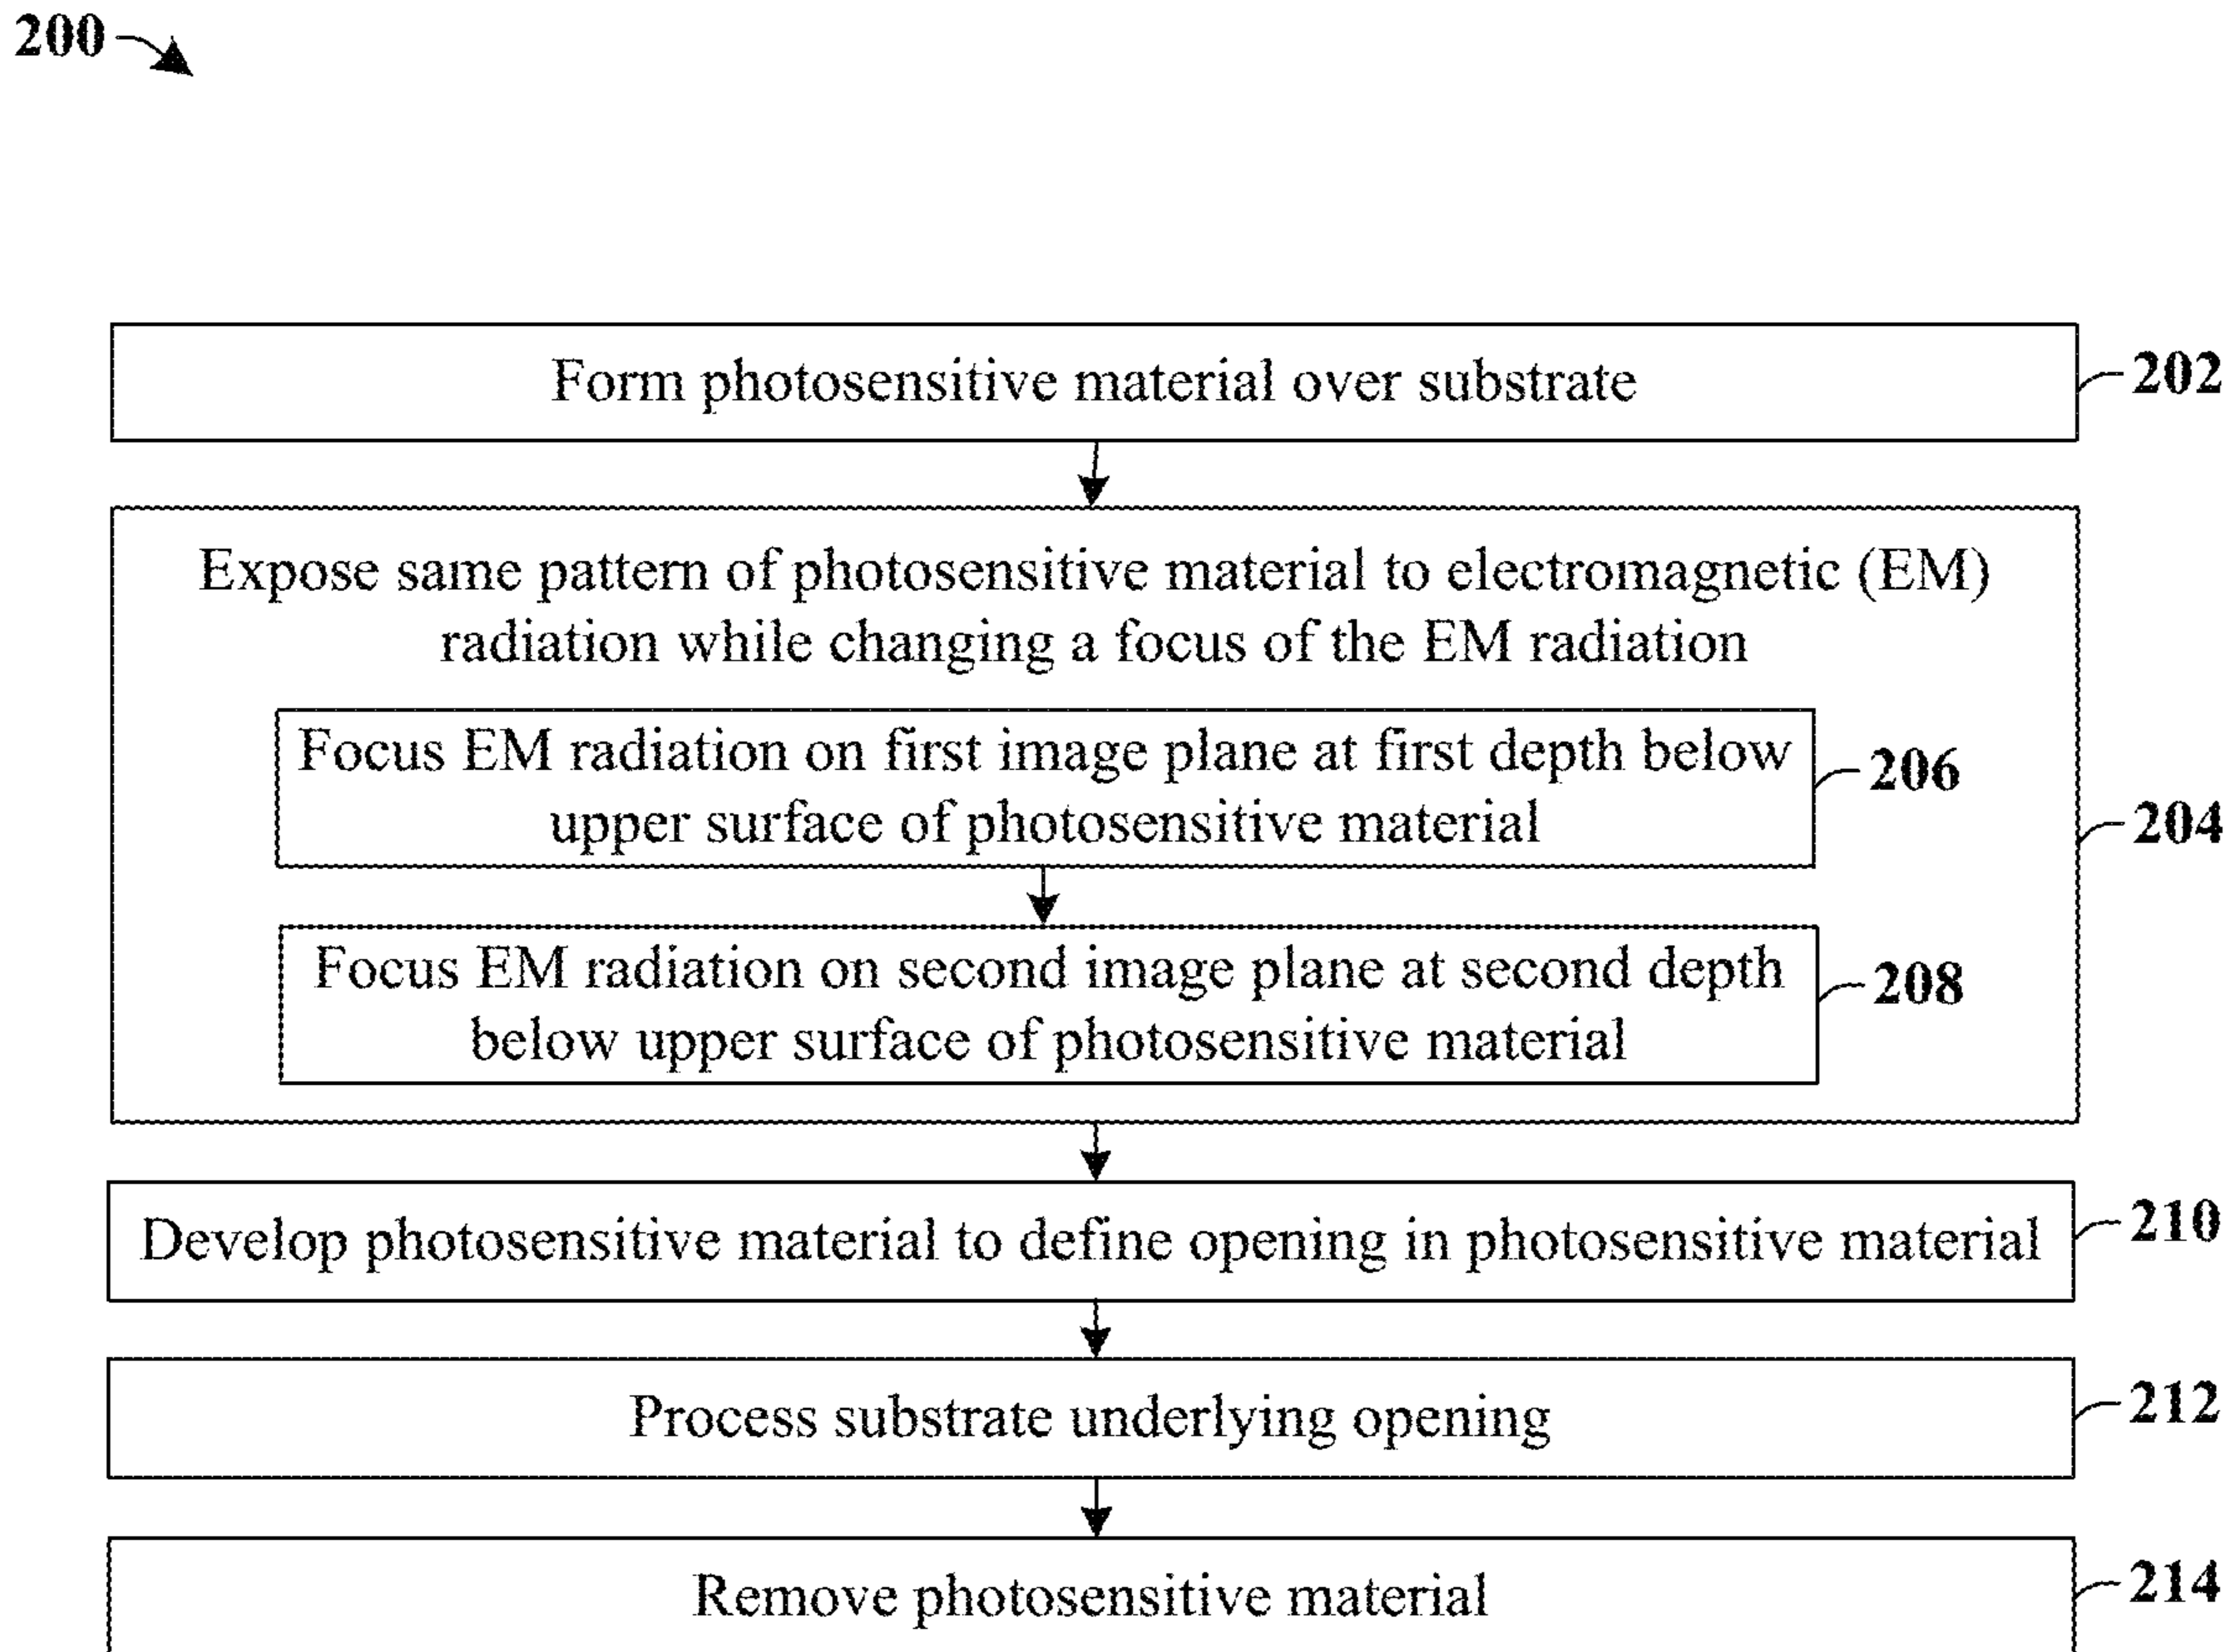 200
Form photosensitive material over substrate
202
Expose same pattern of photosensitive material to electromagnetic (EM)
radiation while changing a focus of the EM radiation
Focus EM radiation on first image plane at first depth below
upper surface of photosensitive material
206
204
Focus EM radiation on second image plane at second depth
below upper surface of photosensitive material
208
Develop photosensitive material to define opening in photosensitive material
210
Process substrate underlying opening
212
Remove photosensitive material
214